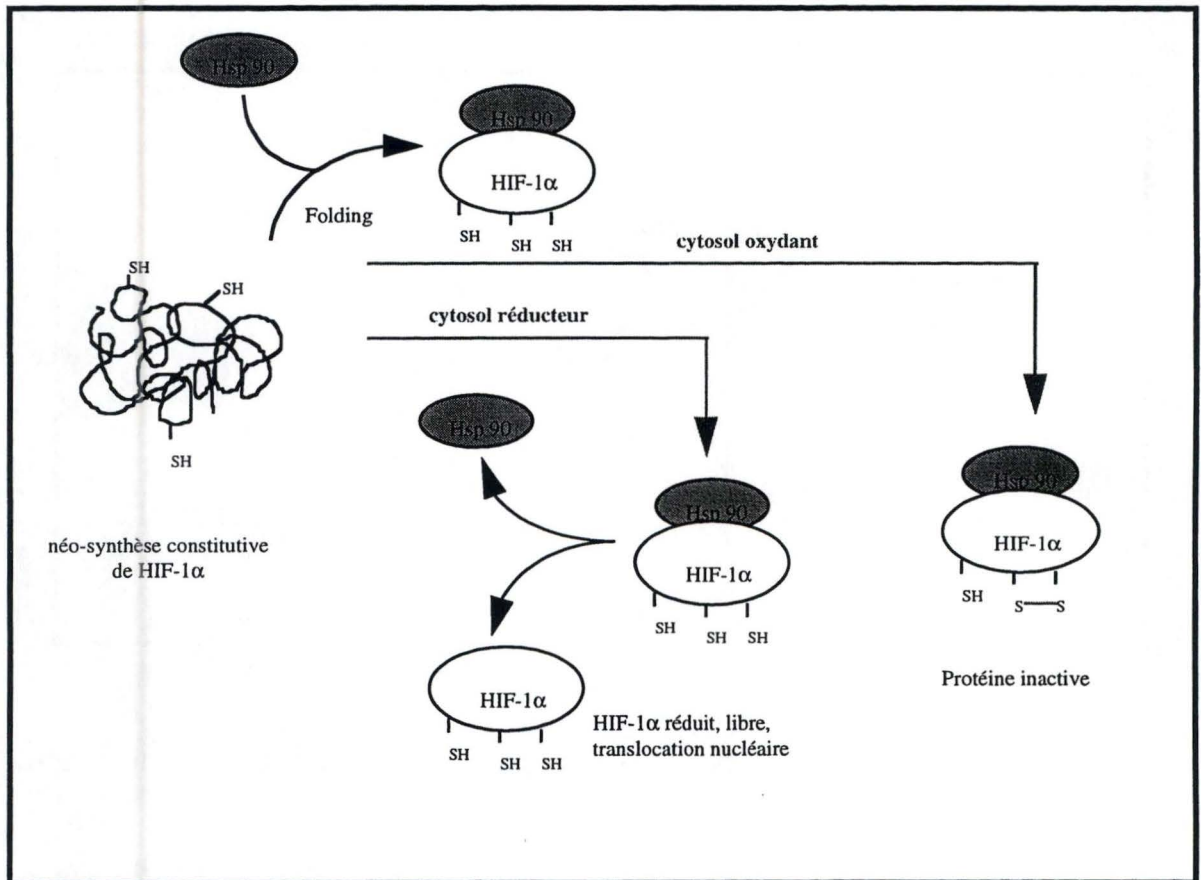 Hsp 90
Hsp 90
HIF-1α
SH
SH
SH
Folding
cytosol oxydant
SH
SH
cytosol réducteur
SH
néo-synthèse constitutive
de HIF-1α
Hsp 90
Hsp 90
HIF-1α
SH
SH
SH
HIF-1α
SH
SH
SH
HIF-1α réduit, libre,
translocation nucléaire
Hsp 90
HIF-1α
SH
S S
Protéine inactive